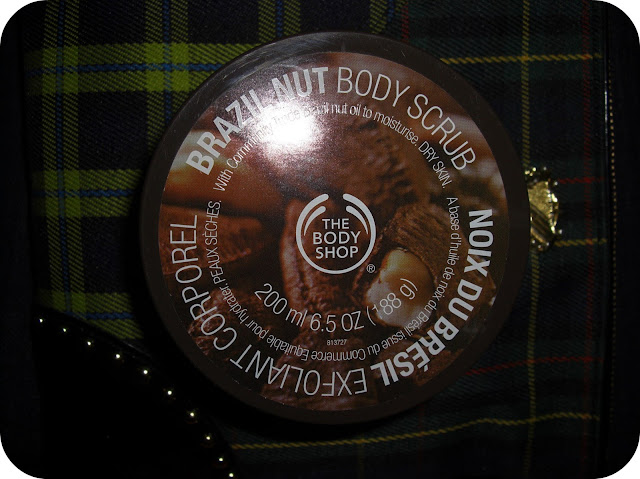 BRAZIL NUT BODY SCRUB
With Community Trade brazil nut oil to moisturise. DRY SKIN.
THE
BODY
SHOP
®
200 ml 6.5 OZ (188 g)
813727
NOIX DU BRÉSIL EXFOLIANT CORPOREL
A base d'huile de noix du Brésil issue du Commerce Equitable pour hydrater. PEAUX SÈCHES.